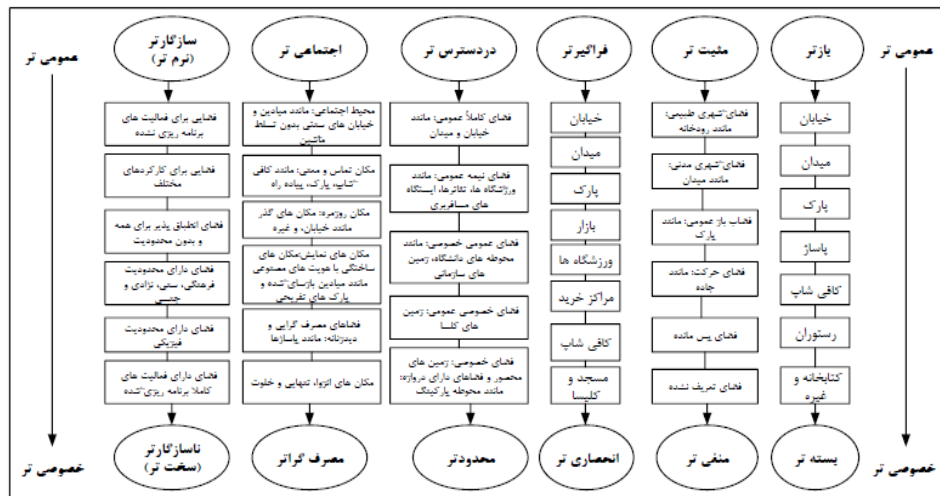 عمومی تر
بازتر
مثبت تر
فراگیرتر
دردسترس تر
اجتماعی تر
سازگارتر
(نرم تر)
عمومی تر
خیابان
میدان
پارک
پاساژ
کافی شاپ
رستوران
کتابخانه و
غیره
فضای شهری طبیعی:
مانند رودخانه
فضای شهری مدنی:
مانند میدان
فضاب باز عمومی: مانند
پارک
فضای حرکت: مانند
جاده
فضای پس مانده
فضای تعریف نشده
خیابان
میدان
پارک
بازار
ورزشگاه ها
مراکز خرید
کافی شاپ
مسجد و
کلیسا
فضای کاملاً عمومی: مانند
خیابان و میدان
فضای نیمه عمومی: مانند
ورزشگاه ها، تئاترها، ایستگاه
های مسافربری
فضای عمومی خصوصی: مانند
محوطه های دانشگاه، زمین
های سازمانی
فضای خصوصی عمومی: زمین
های کلسا
فضای خصوصی: زمین های
محصور و فضاهای دارای دروازه:
مانند محوطه پارکینگ
محیط اجتماعی: مانند میادین و
خیابان های سنتی بدون تسلط
ماشین
مکان تماس و معنی: مانند کافی
شاپ، پارک، پیاده راه
مکان روزمره: مکان های گذر
مانند خیابان، و غیره
مکان های نمایش: مکان های
ساختگی با هویت های مصنوعی
مانند میادین بازسای شده و
پارک های تفریحی
فضاهای مصرف گرایی و
دیدزنانه: مانند پاساژها
مکان های انزوا، تنهایی و خلوت
فضایی برای فعالیت های
برنامه ریزی نشده
فضایی برای کارکردهای
مختلف
فضای انطباق پذیر برای همه
و بدون محدودیت
فضای دارای محدودیت
فرهنگی، سنی، نژادی و
جنسی
فضای دارای محدودیت
فیزیکی
فضای دارای فعالیت های
کاملا برنامه ریزی شده
خصوصی تر
بسته تر
منفی تر
انحصاری تر
محدودتر
مصرف گراتر
ناسازگارتر
(سخت تر)
خصوصی تر